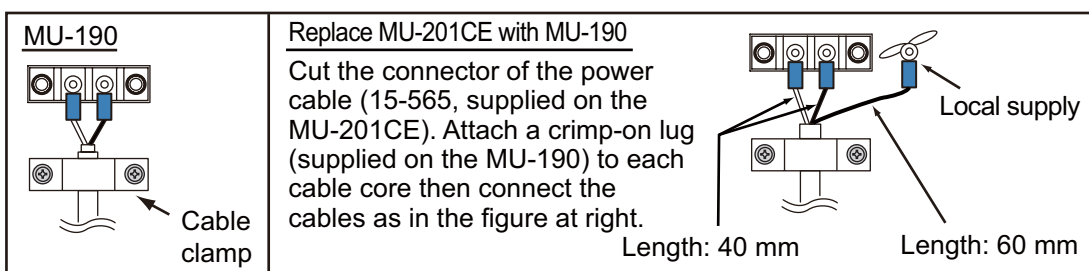 MU-190
Cable
clamp
Replace MU-201CE with MU-190
Cut the connector of the power
cable (15-565, supplied on the
MU-201CE). Attach a crimp-on lug
(supplied on the MU-190) to each
cable core then connect the
cables as in the figure at right.
Local supply
Length: 40 mm
Length: 60 mm